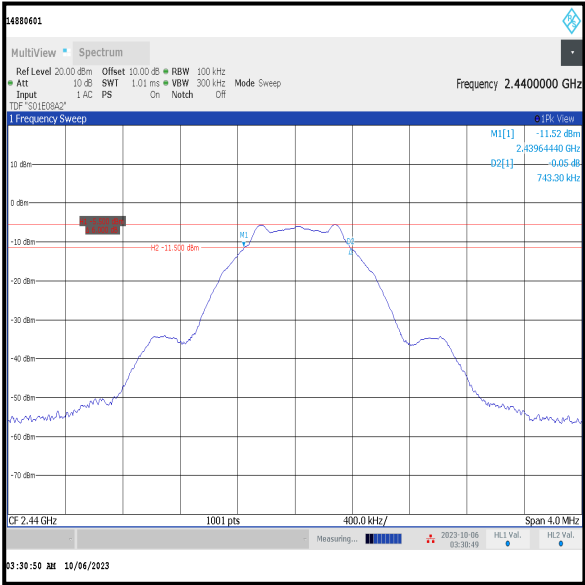 14880601
MultiView Spectrum
Ref Level 20.00 dBm Offset 10.00 dB RBW 100 kHz
Att 10 dB SWT 1.01 ms VBW 300 kHz Mode Sweep
Input 1 AC PS On Notch Off
Frequency 2.4400000 GHz
TDF "S01E08A2"
1 Frequency Sweep 1Pk View
M1[1] -11.52 dBm
2.43964440 GHz
D2[1] -0.05 dB
743.30 kHz
10 dBm
0 dBm
M1
D2
-10 dBm
H2 -11.500 dBm
-20 dBm
-30 dBm
-40 dBm
-50 dBm
-60 dBm
-70 dBm
CF 2.44 GHz 1001 pts 400.0 kHz/ Span 4.0 MHz
Measuring... 2023-10-06 HL1 Val. HL2 Val.
03:30:49
03:30:50 AM 10/06/2023